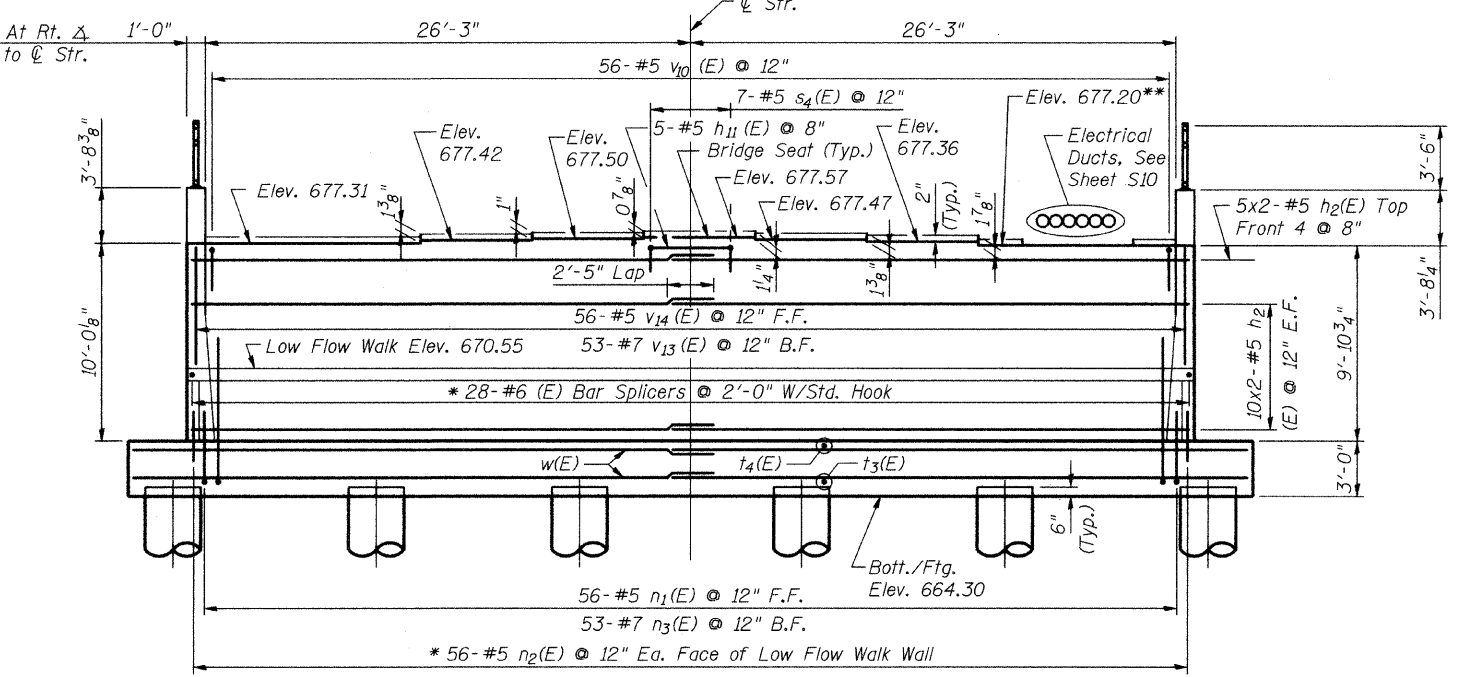 ℄ Str.
At Rt. ∡
to ℄ Str.
1'-0"
26'-3"
26'-3"
56-#5 v10 (E) @ 12"
7-#5 s4(E) @ 12"
Elev. 677.20**
5-#5 h11(E) @ 8"
Bridge Seat (Typ.)
Elev.
677.42
Elev.
677.50
Elev.
677.36
Electrical
Ducts, See
Sheet S10
3'-8 3/8"
3'-6"
Elev. 677.31
1 3/8"
1"
0 7/8"
Elev. 677.57
Elev. 677.47
2"
(Typ.)
1 7/8"
5x2-#5 h2(E) Top
Front 4 @ 8"
2'-5" Lap
1 1/4"
1 3/8"
3'-8 1/4"
56-#5 v14(E) @ 12" F.F.
53-#7 v13(E) @ 12" B.F.
Low Flow Walk Elev. 670.55
10'-0 1/8"
10x2-#5 h2
(E) @ 12" E.F.
9'-10 3/4"
* 28-#6 (E) Bar Splicers @ 2'-0" W/Std. Hook
w(E)
t4(E)
t3(E)
3'-0"
6"
(Typ.)
Bott./Ftg.
Elev. 664.30
56-#5 n1(E) @ 12" F.F.
53-#7 n3(E) @ 12" B.F.
* 56-#5 n2(E) @ 12" Ea. Face of Low Flow Walk Wall